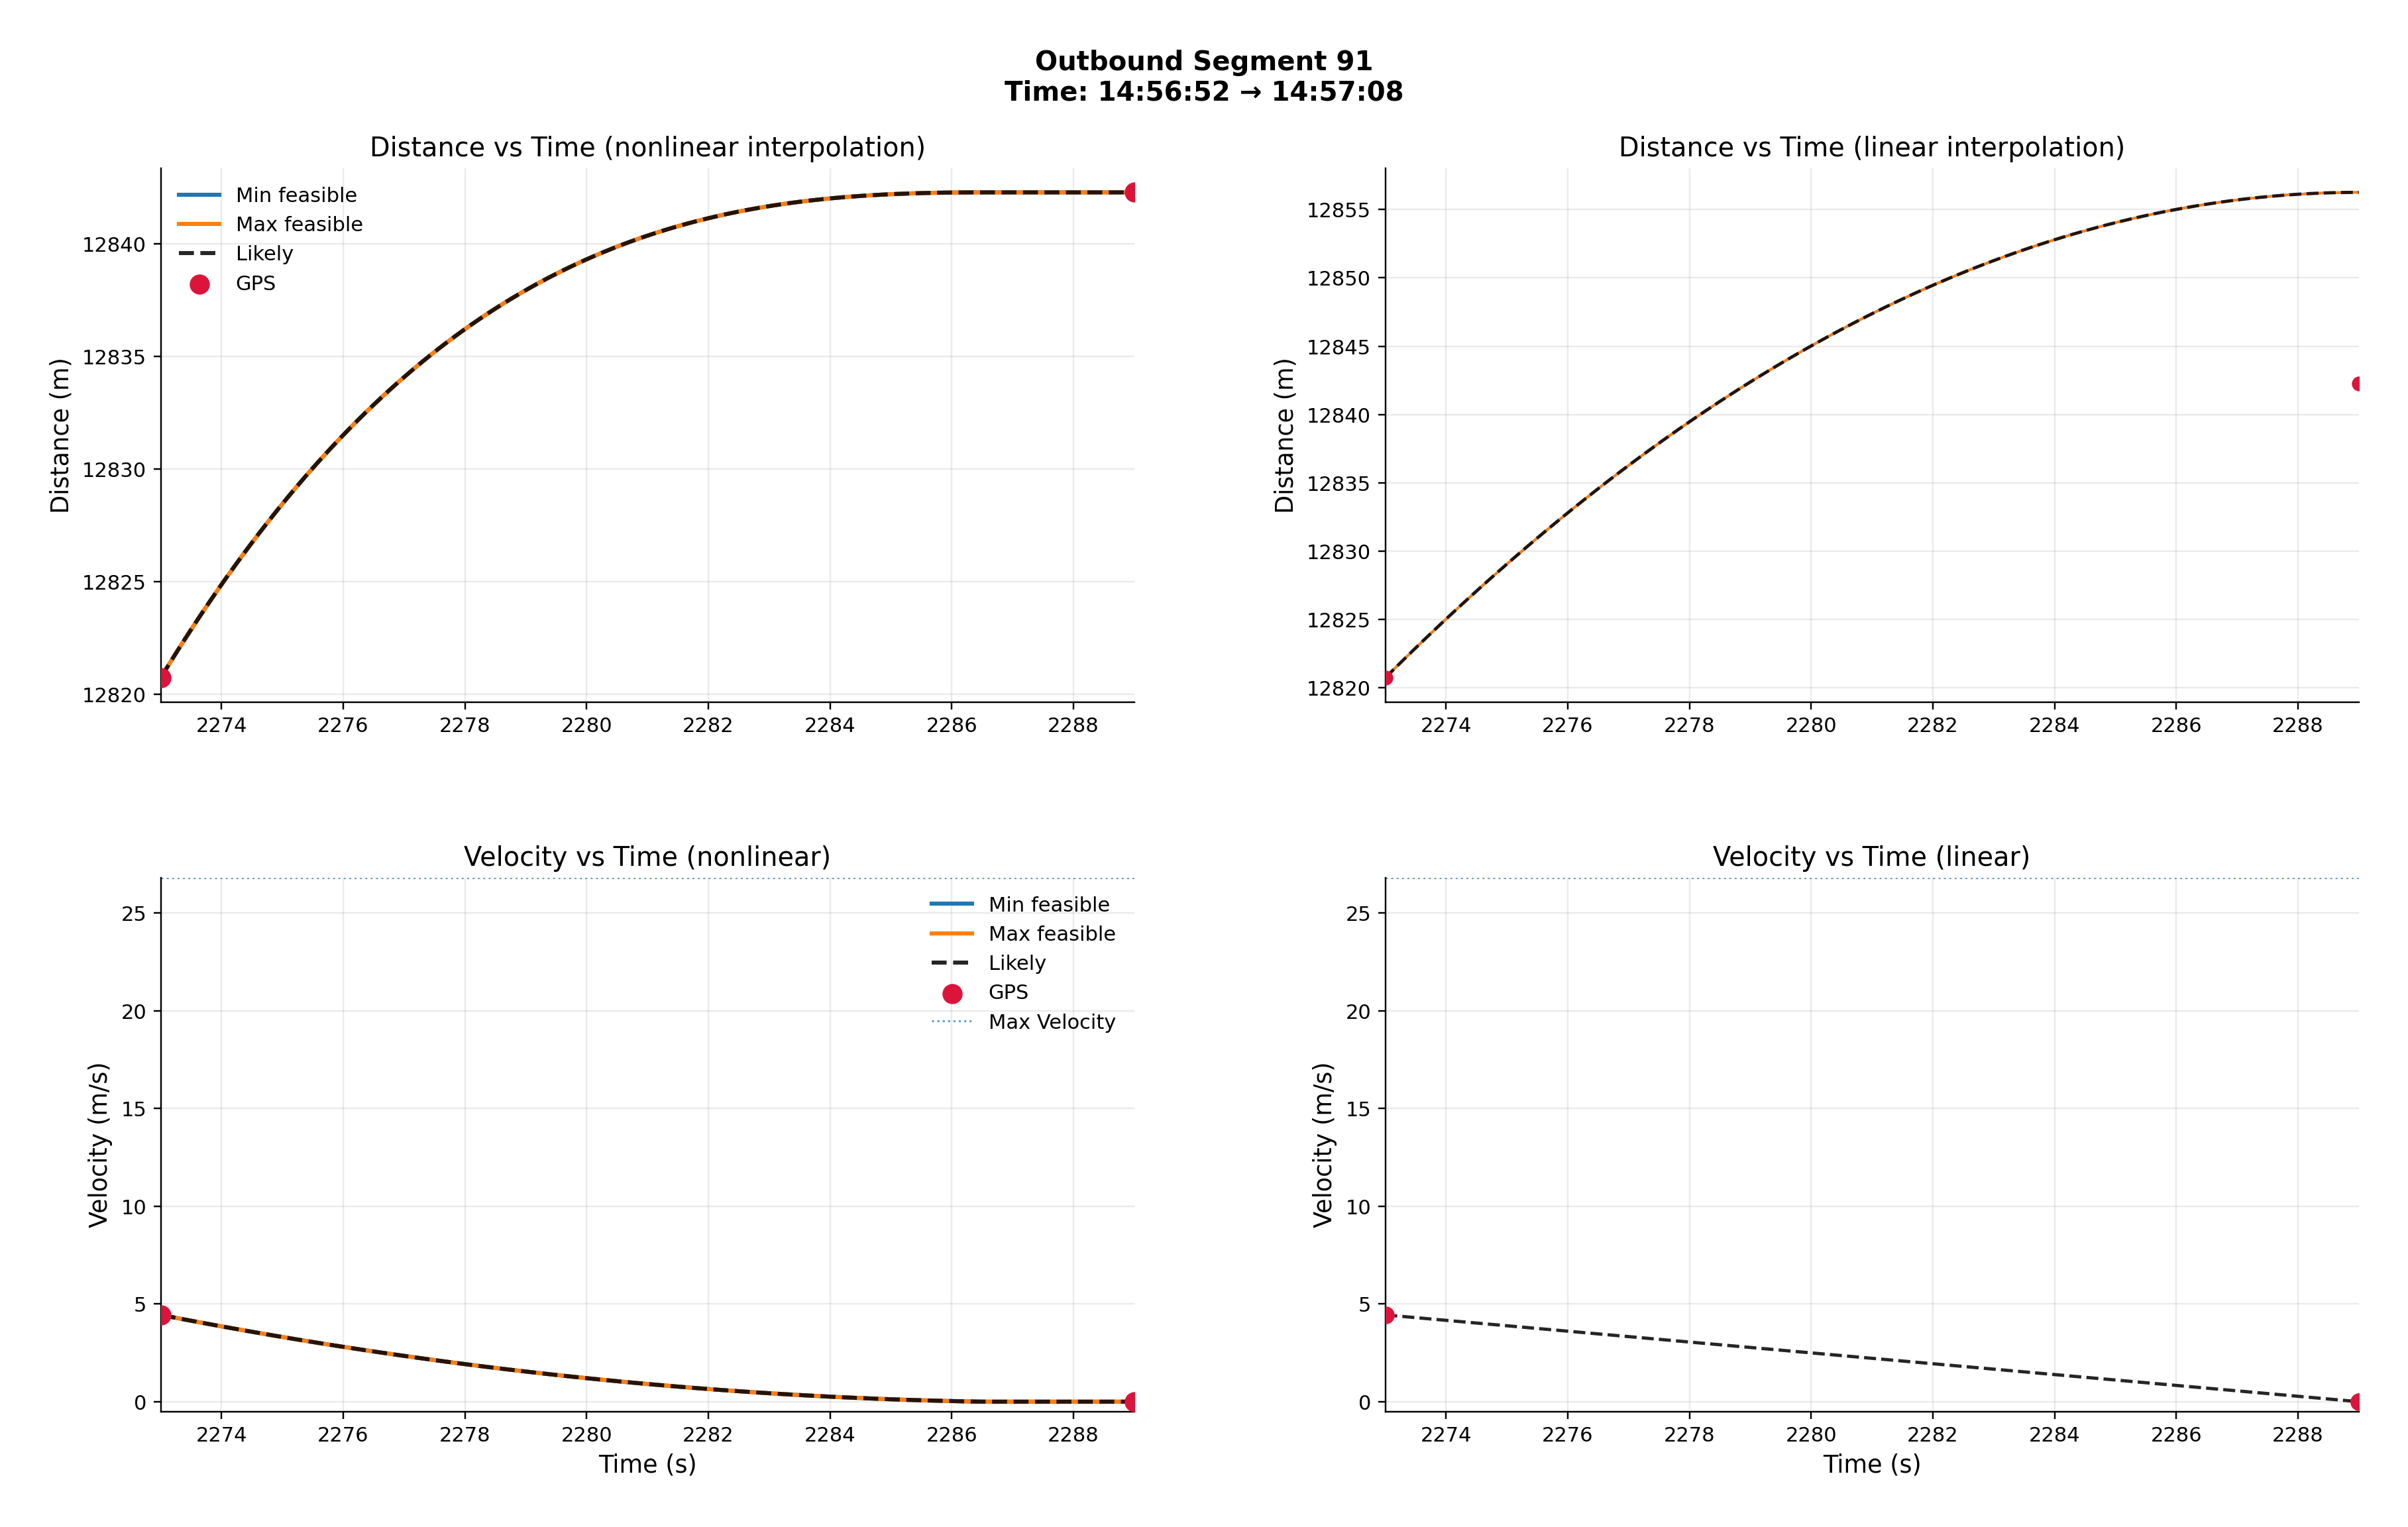 Outbound Segment 91
Time: 14:56:52 → 14:57:08
Distance vs Time (nonlinear interpolation)
Distance (m)
12840
12835
12830
12825
12820
Min feasible
Max feasible
Likely
GPS
2274 2276 2278 2280 2282 2284 2286 2288
Distance vs Time (linear interpolation)
Distance (m)
12855
12850
12845
12840
12835
12830
12825
12820
2274 2276 2278 2280 2282 2284 2286 2288
Velocity vs Time (nonlinear)
Velocity (m/s)
25
20
15
10
5
0
Min feasible
Max feasible
Likely
GPS
Max Velocity
2274 2276 2278 2280 2282 2284 2286 2288
Time (s)
Velocity vs Time (linear)
Velocity (m/s)
25
20
15
10
5
0
2274 2276 2278 2280 2282 2284 2286 2288
Time (s)